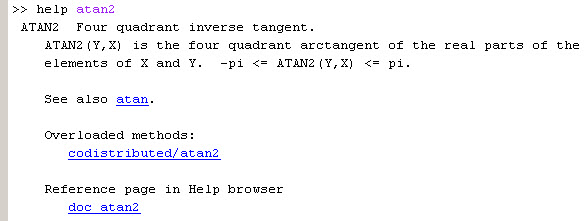 >> help atan2
ATAN2  Four quadrant inverse tangent.
ATAN2(Y,X) is the four quadrant arctangent of the real parts of the
elements of X and Y.  -pi <= ATAN2(Y,X) <= pi.
See also atan.
Overloaded methods:
codistributed/atan2
Reference page in Help browser
doc atan2